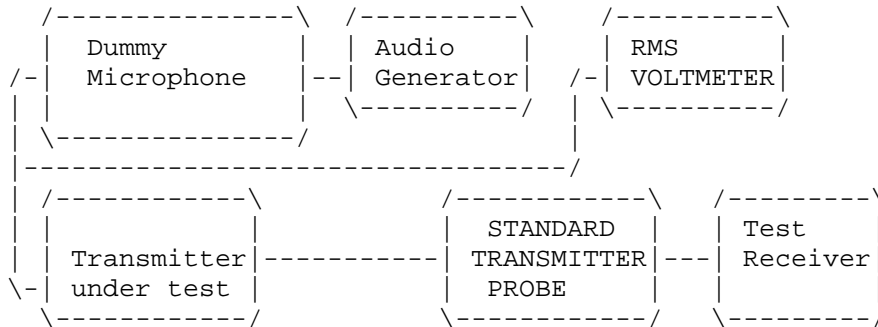 Dummy Microphone
Audio Generator
RMS VOLTMETER
Transmitter under test
STANDARD TRANSMITTER PROBE
Test Receiver